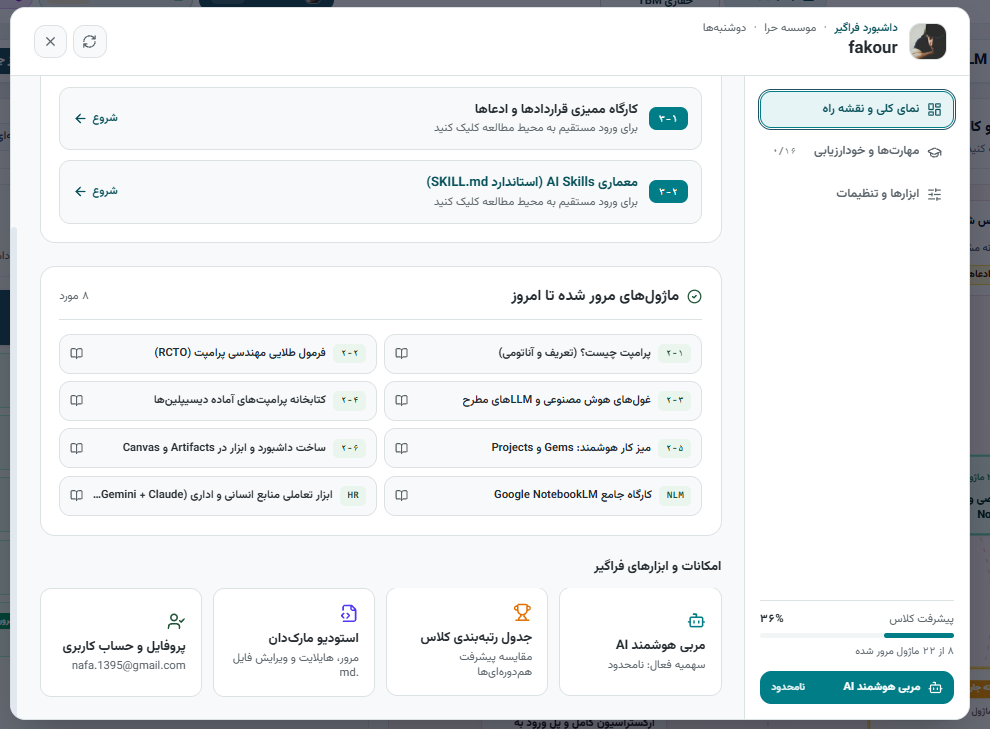 داشبورد فراگیر · موسسه حرا · دوشنبه‌ها
fakour
نمای کلی و نقشه راه
مهارت‌ها و خودارزیابی ۰/۱۶
ابزارها و تنظیمات
پیشرفت کلاس ۳۶%
۸ از ۲۲ ماژول مرور شده
مربی هوشمند AI نامحدود
۳-۱ کارگاه ممیزی قراردادها و ادعاها
برای ورود مستقیم به محیط مطالعه کلیک کنید
شروع
۳-۲ معماری AI Skills (استاندارد SKILL.md)
برای ورود مستقیم به محیط مطالعه کلیک کنید
شروع
ماژول‌های مرور شده تا امروز ۸ مورد
۲-۱ پرامپت چیست؟ (تعریف و آناتومی)
۲-۲ فرمول طلایی مهندسی پرامپت (RCTO)
۲-۳ غول‌های هوش مصنوعی و LLMهای مطرح
۲-۴ کتابخانه پرامپت‌های آماده دیسیپلین‌ها
۲-۵ میز کار هوشمند: Gems و Projects
۲-۶ ساخت داشبورد و ابزار در Artifacts و Canvas
NLM کارگاه جامع Google NotebookLM
HR ابزار تعاملی منابع انسانی و اداری (Gemini + Claude...
امکانات و ابزارهای فراگیر
مربی هوشمند AI
سهمیه فعال: نامحدود
جدول رتبه‌بندی کلاس
مقایسه پیشرفت
هم‌دوره‌ای‌ها
استودیو مارک‌دان
مرور، هایلایت و ویرایش فایل
.md
پروفایل و حساب کاربری
nafa.1395@gmail.com